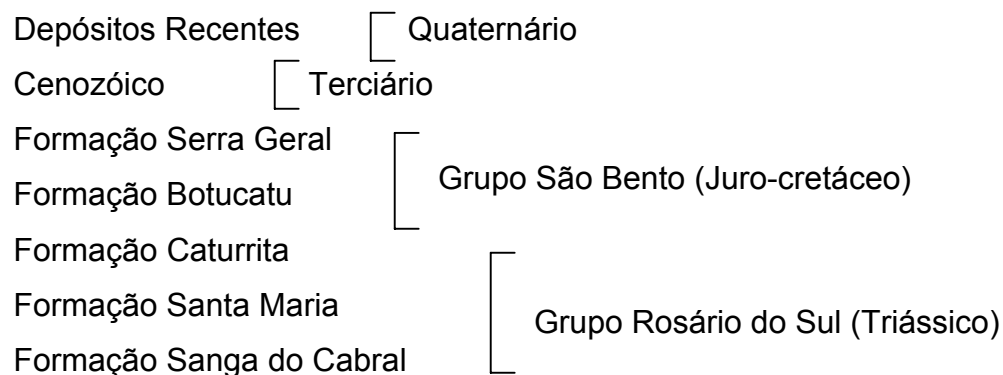 Depósitos Recentes Quaternário
Cenozóico Terciário
Formação Serra Geral
Grupo São Bento (Juro-cretáceo)
Formação Botucatu
Formação Caturrita
Formação Santa Maria
Grupo Rosário do Sul (Triássico)
Formação Sanga do Cabral